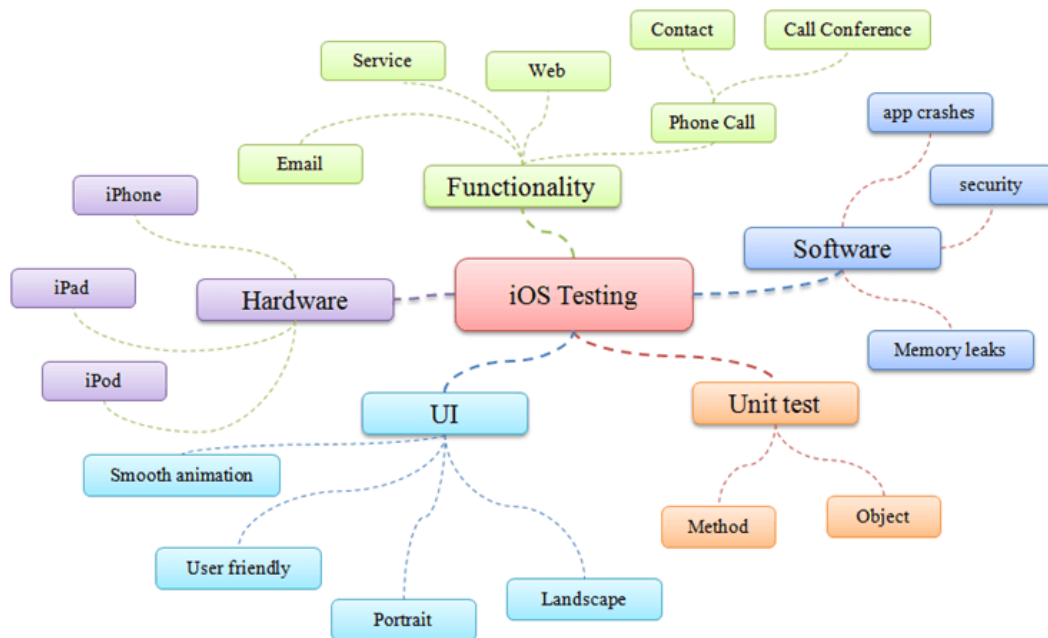 Contact
Call Conference
Service
Web
Phone Call
app crashes
Email
Functionality
iPhone
security
Software
iPad
Hardware
iOS Testing
Memory leaks
iPod
UI
Unit test
Smooth animation
Method
Object
User friendly
Portrait
Landscape